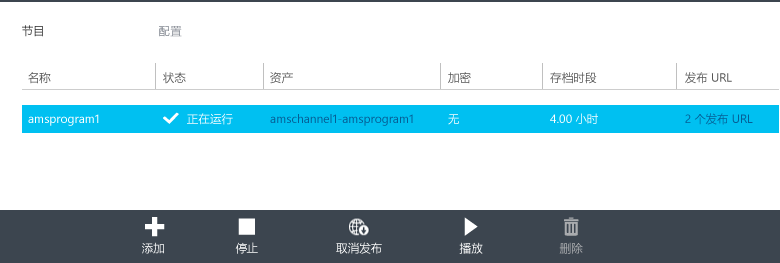 节目 配置
名称 状态 资产 加密 存档时段 发布 URL
amsprogram1 正在运行 amschannel1-amsprogram1 无 4.00 小时 2 个发布 URL
添加 停止 取消发布 播放 删除